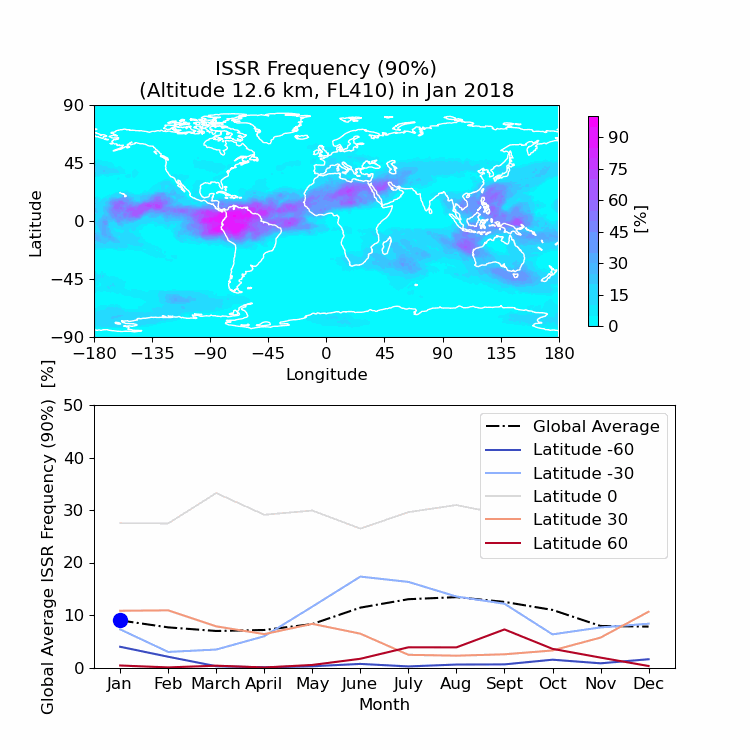 ISSR Frequency (90%)
(Altitude 12.6 km, FL410) in Jan 2018
90
45
0
−45
−90
Latitude
−180 −135 −90 −45 0 45 90 135 180
Longitude
90
75
60
45
30
15
0
[%]
50
40
30
20
10
0
Global Average ISSR Frequency (90%) [%]
Global Average
Latitude -60
Latitude -30
Latitude 0
Latitude 30
Latitude 60
Jan Feb March April May June July Aug Sept Oct Nov Dec
Month